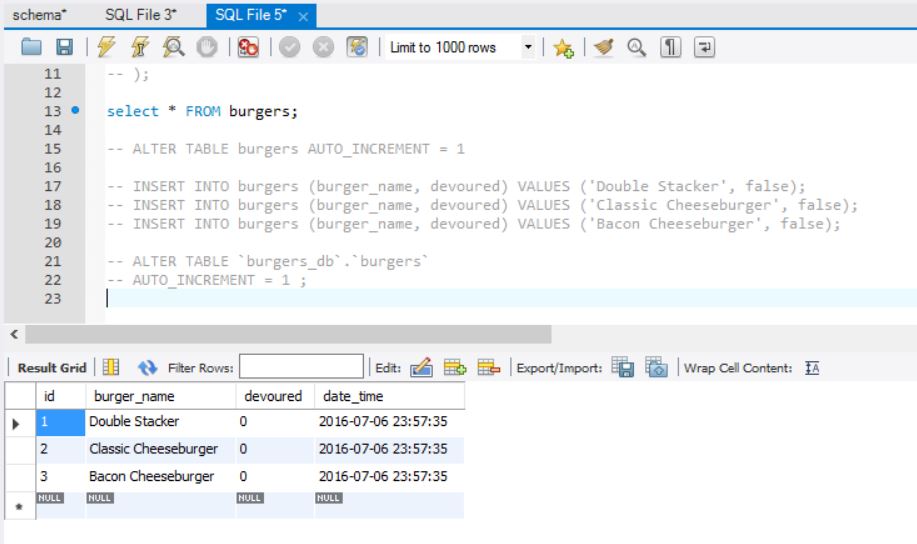 schema* SQL File 3* SQL File 5*
Limit to 1000 rows
11 -- );
12
13 select * FROM burgers;
14
15 -- ALTER TABLE burgers AUTO_INCREMENT = 1
16
17 -- INSERT INTO burgers (burger_name, devoured) VALUES ('Double Stacker', false);
18 -- INSERT INTO burgers (burger_name, devoured) VALUES ('Classic Cheeseburger', false);
19 -- INSERT INTO burgers (burger_name, devoured) VALUES ('Bacon Cheeseburger', false);
20
21 -- ALTER TABLE `burgers_db`.`burgers`
22 -- AUTO_INCREMENT = 1 ;
23
Result Grid Filter Rows: Edit: Export/Import: Wrap Cell Content: IA
id burger_name devoured date_time
1 Double Stacker 0 2016-07-06 23:57:35
2 Classic Cheeseburger 0 2016-07-06 23:57:35
3 Bacon Cheeseburger 0 2016-07-06 23:57:35
NULL NULL NULL NULL